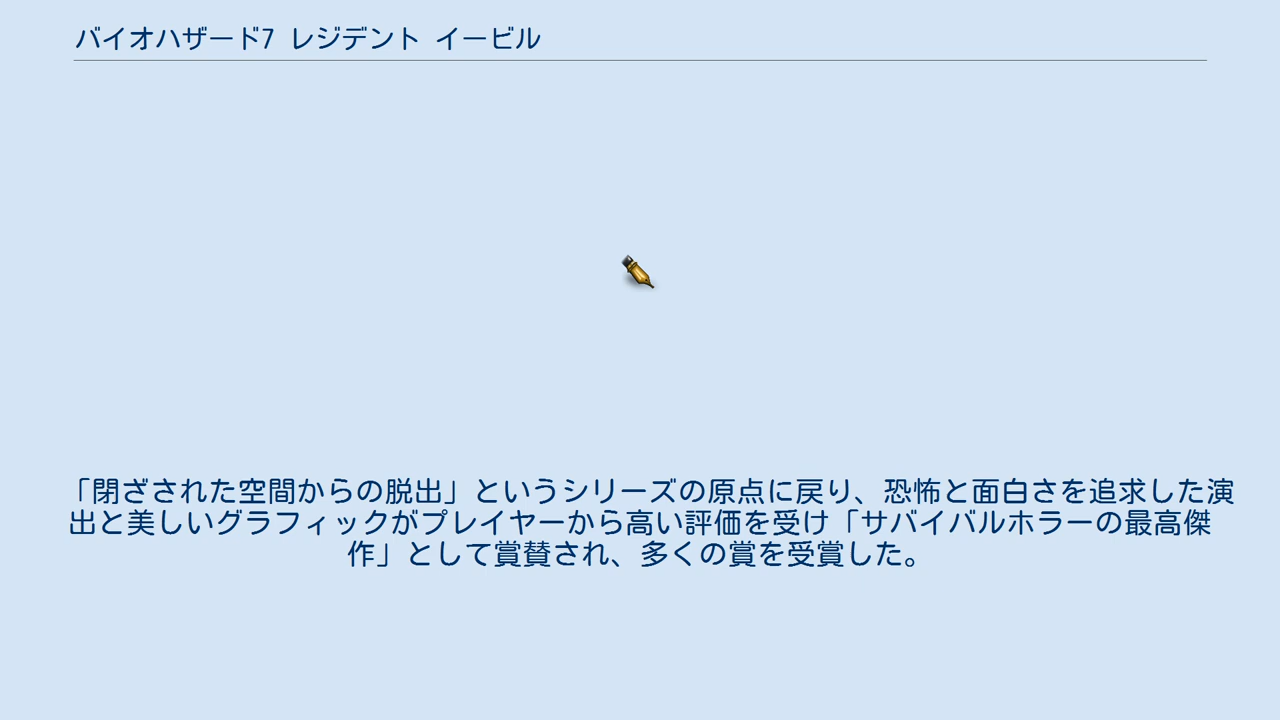 バイオハザード7 レジデント イービル
「閉ざされた空間からの脱出」というシリーズの原点に戻り、恐怖と面白さを追求した演
出と美しいグラフィックがプレイヤーから高い評価を受け「サバイバルホラーの最高傑
作」として賞賛され、多くの賞を受賞した。